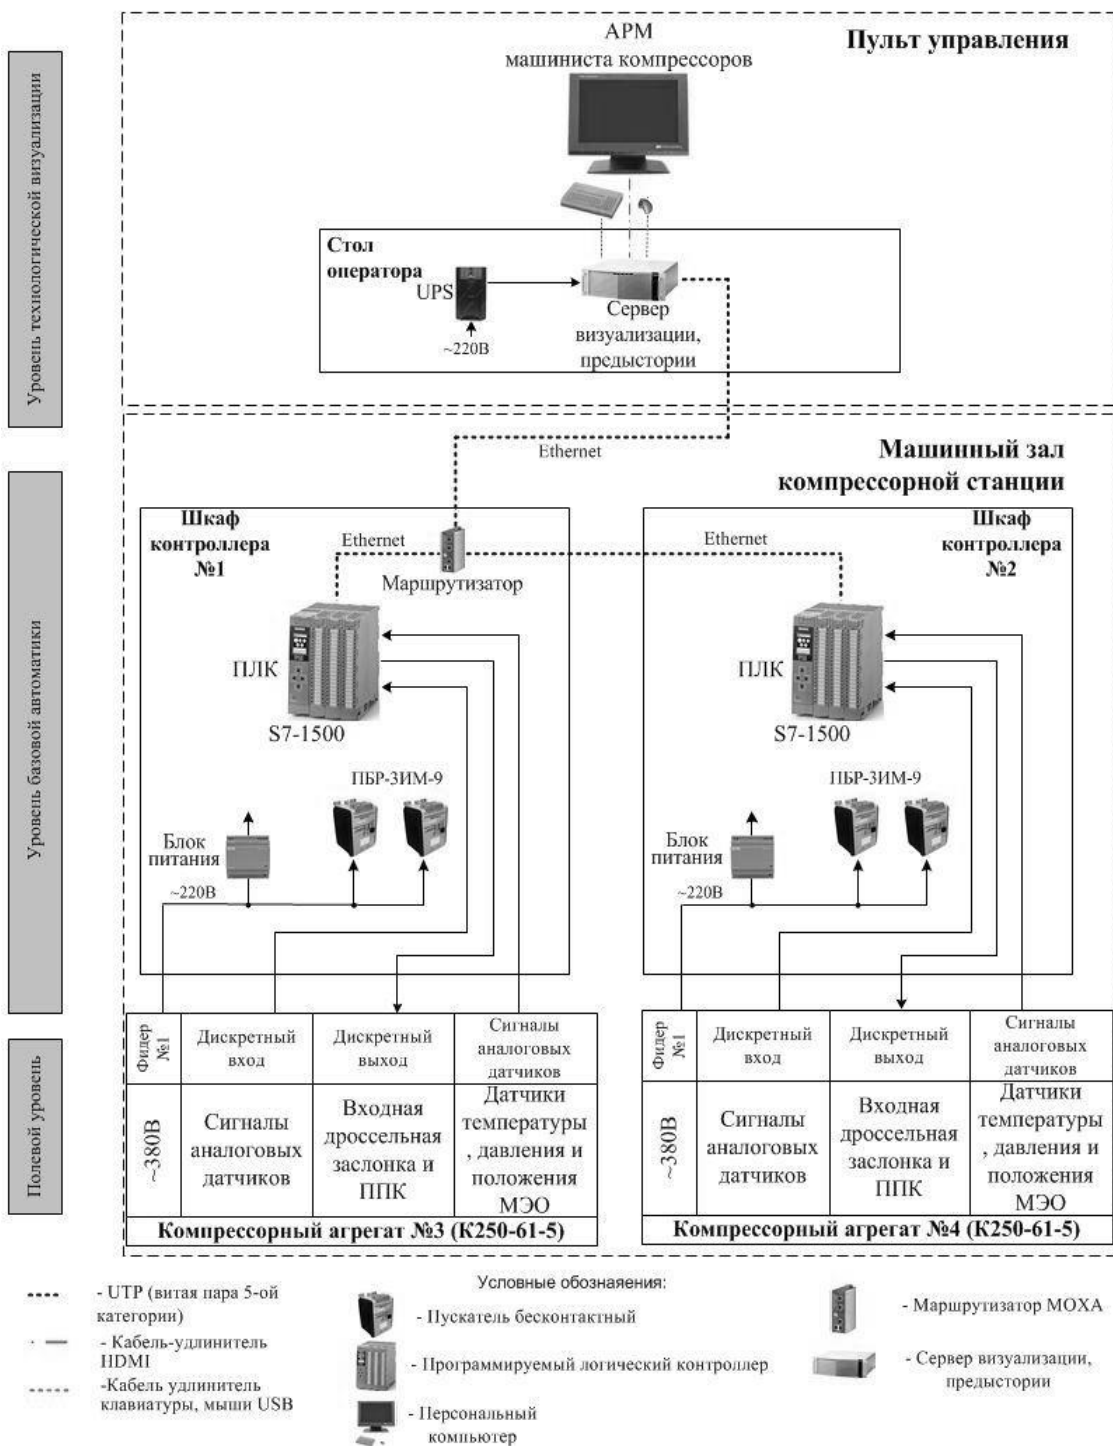 Уровень технологической визуализации
Уровень базовой автоматики
Полевой уровень
АРМ
машиниста компрессоров
Пульт управления
Стол
оператора
UPS
~220В
Сервер
визуализации,
предыстории
Ethernet
Машинный зал
компрессорной станции
Шкаф
контроллера
№1
Ethernet
Маршрутизатор
Ethernet
Шкаф
контроллера
№2
ПЛК
S7-1500
ПБР-3ИМ-9
Блок
питания
~220В
ПЛК
S7-1500
ПБР-3ИМ-9
Блок
питания
~220В
Фидер
№1
Дискретный
вход
Дискретный
выход
Сигналы
аналоговых
датчиков
~380В
Сигналы
аналоговых
датчиков
Входная
дроссельная
заслонка и
ППК
Датчики
температуры
, давления и
положения
МЭО
Компрессорный агрегат №3 (К250-61-5)
Фидер
№1
Дискретный
вход
Дискретный
выход
Сигналы
аналоговых
датчиков
~380В
Сигналы
аналоговых
датчиков
Входная
дроссельная
заслонка и
ППК
Датчики
температуры
, давления и
положения
МЭО
Компрессорный агрегат №4 (К250-61-5)
Условные обознаяения:
- UTP (витая пара 5-ой
категории)
- Кабель-удлинитель
HDMI
-Кабель удлинитель
клавиатуры, мыши USB
- Пускатель бесконтактный
- Программируемый логический контроллер
- Персональный
компьютер
- Маршрутизатор MOXA
- Сервер визуализации,
предыстории